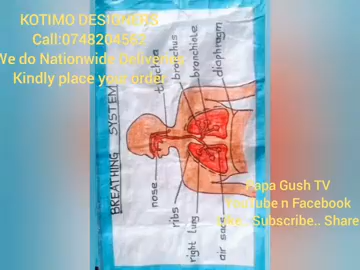 KOTIMO DESIGNERS
Call:0748204562
We do Nationwide Deliveries
Kindly place your order
BREATHING SYSTEM
trachea
bronchus
bronchiole
diaphragm
nose
ribs
right lung
air sacs
Papa Gush TV
YouTube n Facebook
Like.. Subscribe.. Share